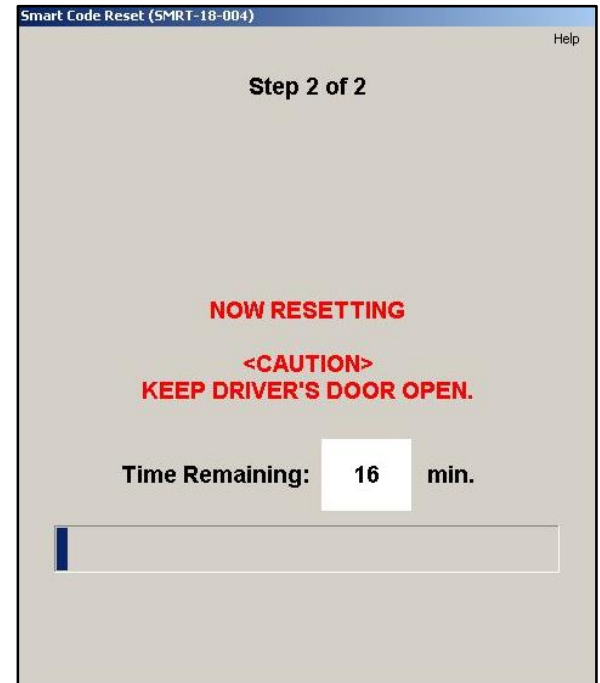 Smart Code Reset (SMRT-18-004)
Help
Step 2 of 2
NOW RESETTING
<CAUTION>
KEEP DRIVER'S DOOR OPEN.
Time Remaining: 16 min.